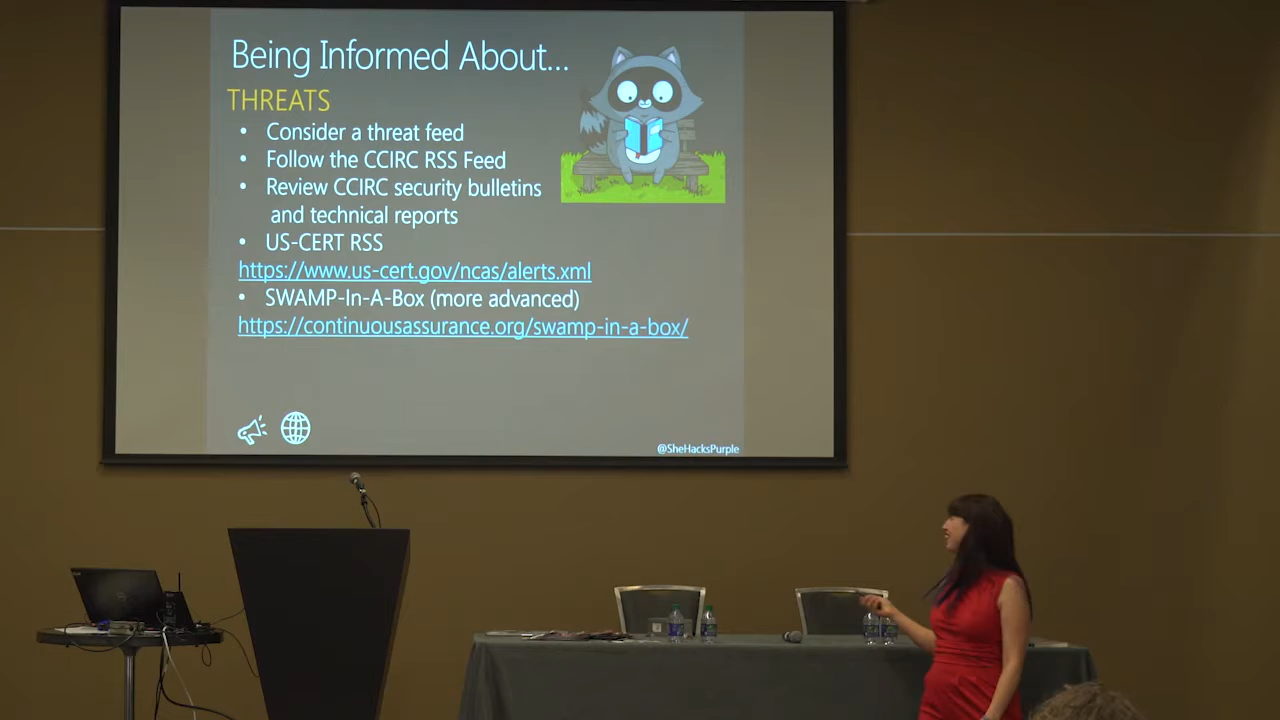 Being Informed About...
THREATS
• Consider a threat feed
• Follow the CCIRC RSS Feed
• Review CCIRC security bulletins
and technical reports
• US-CERT RSS
https://www.us-cert.gov/ncas/alerts.xml
• SWAMP-In-A-Box (more advanced)
https://continuousassurance.org/swamp-in-a-box/
@SheHacksPurple